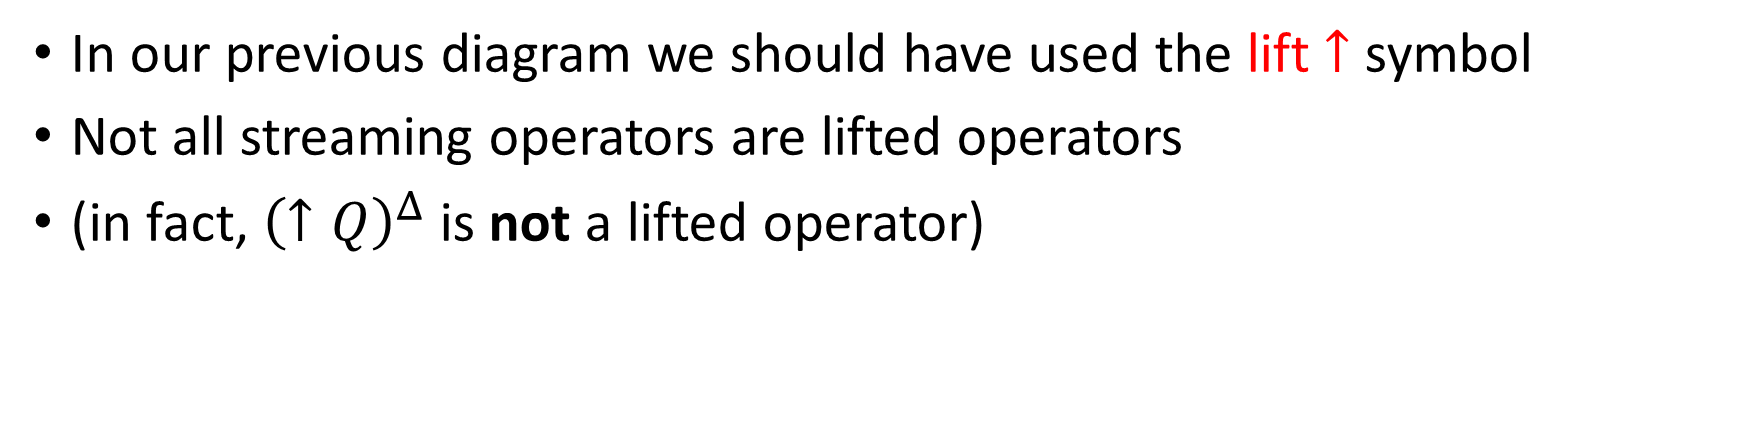 • In our previous diagram we should have used the lift ↑ symbol
• Not all streaming operators are lifted operators
• (in fact, (↑ 𝑄)^Δ is not a lifted operator)